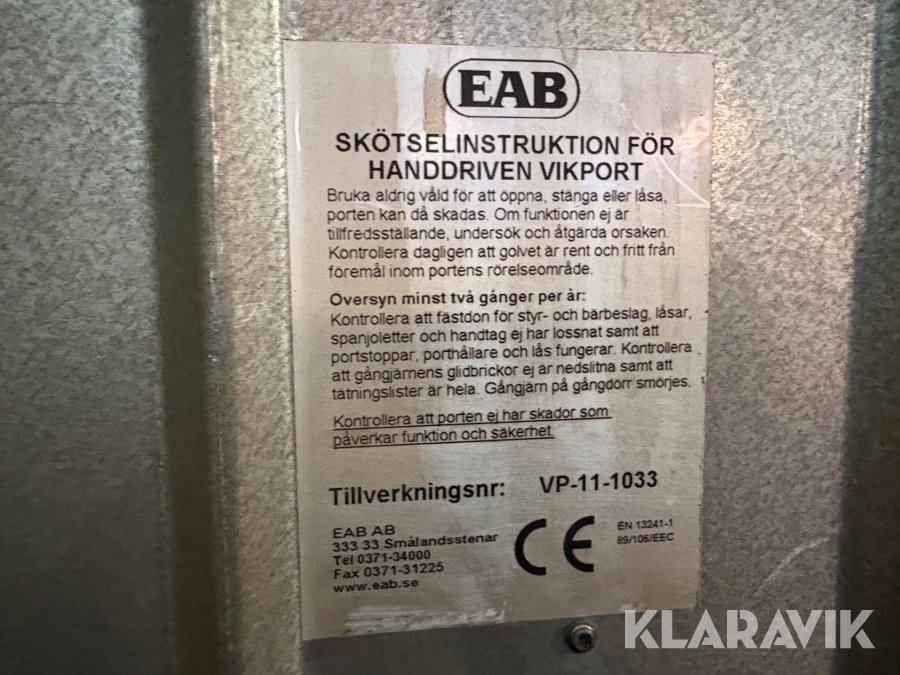 EAB
SKÖTSELINSTRUKTION FÖR
HANDDRIVEN VIKPORT
Bruka aldrig våld för att öppna, stänga eller låsa,
porten kan då skadas. Om funktionen ej är
tillfredsställande, undersök och åtgärda orsaken.
Kontrollera dagligen att golvet är rent och fritt från
föremål inom portens rörelseområde.
Översyn minst två gånger per år:
Kontrollera att fästdon för styr- och bärbeslag, låsar,
spanjoletter och handtag ej har lossnat samt att
portstoppar, porthållare och lås fungerar. Kontrollera
att gångjärnens glidbrickor ej är nedslitna samt att
tätningslister är hela. Gångjärn på gångdörr smörjes.
Kontrollera att porten ej har skador som
påverkar funktion och säkerhet
Tillverkningsnr: VP-11-1033
EAB AB
333 33 Smålandsstenar
Tel 0371-34000
Fax 0371-31225
www.eab.se
CE
EN 13241-1
89/106/EEC
KLARAVIK